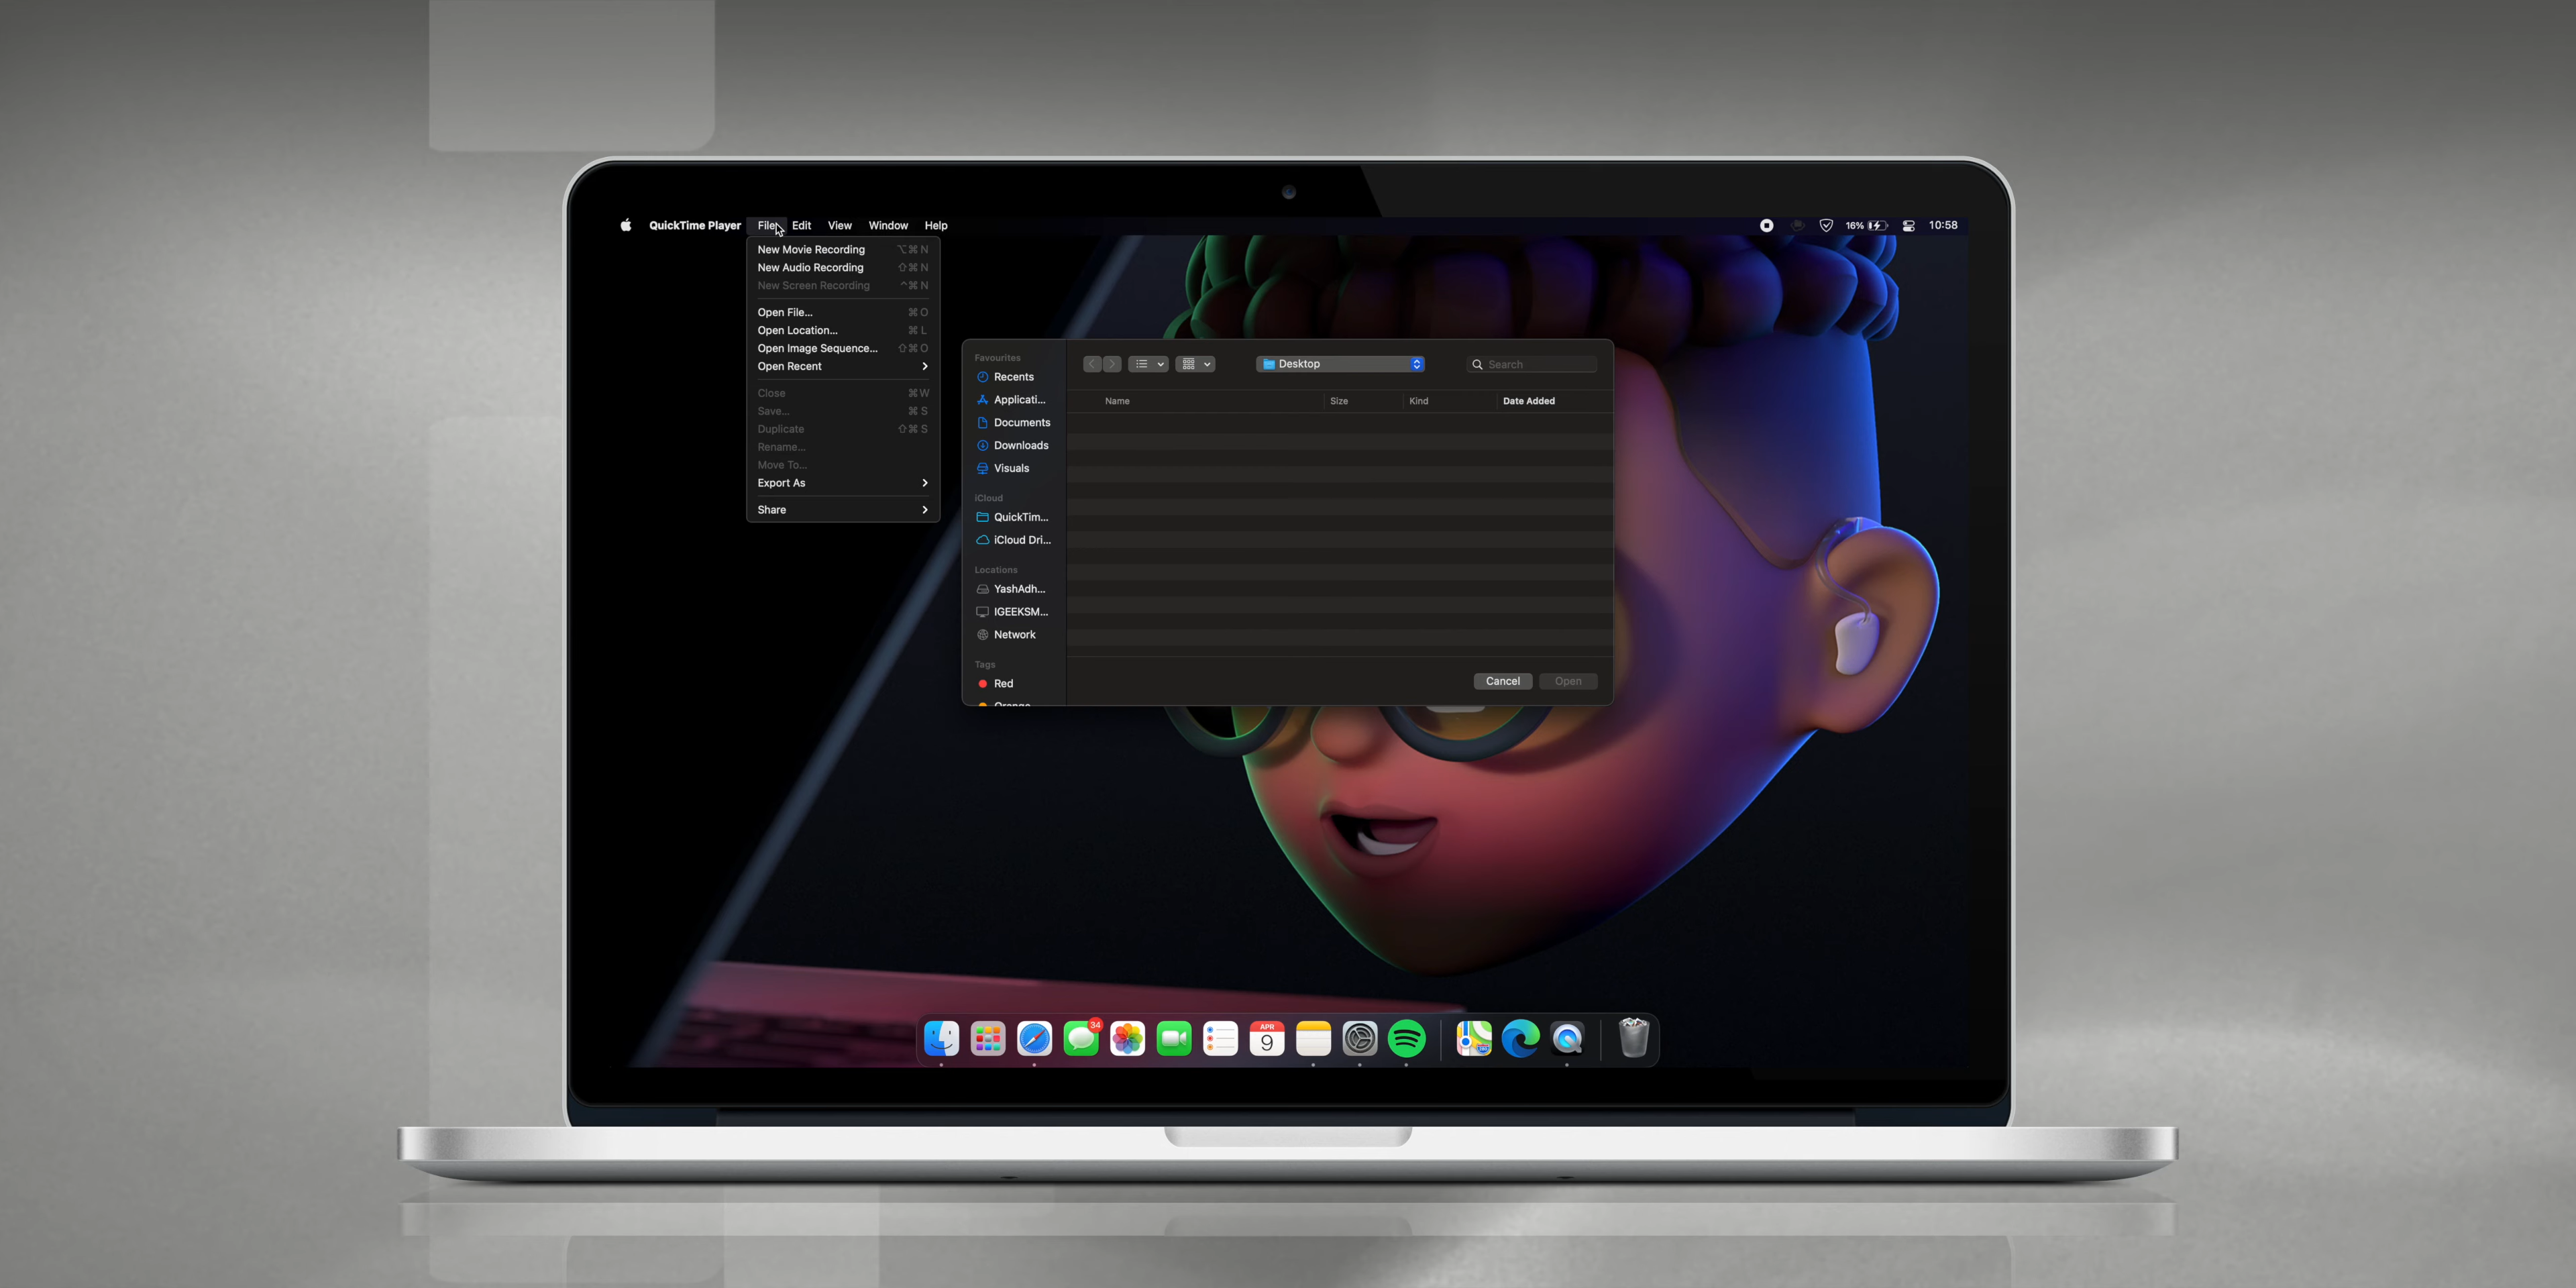 QuickTime Player File Edit View Window Help
16% 10:58
New Movie Recording ⌥⌘N
New Audio Recording ⇧⌘N
New Screen Recording ^⌘N
Open File... ⌘O
Open Location... ⌘L
Open Image Sequence... ⇧⌘O
Open Recent
Close ⌘W
Save... ⌘S
Duplicate ⇧⌘S
Rename...
Move To...
Export As
Share
Favourites
Recents
Applicati...
Documents
Downloads
Visuals
iCloud
QuickTim...
iCloud Dri...
Locations
YashAdh...
IGEEKSM...
Network
Tags
Red
Orange
Desktop
Search
Name Size Kind Date Added
Cancel Open
34
APR
9